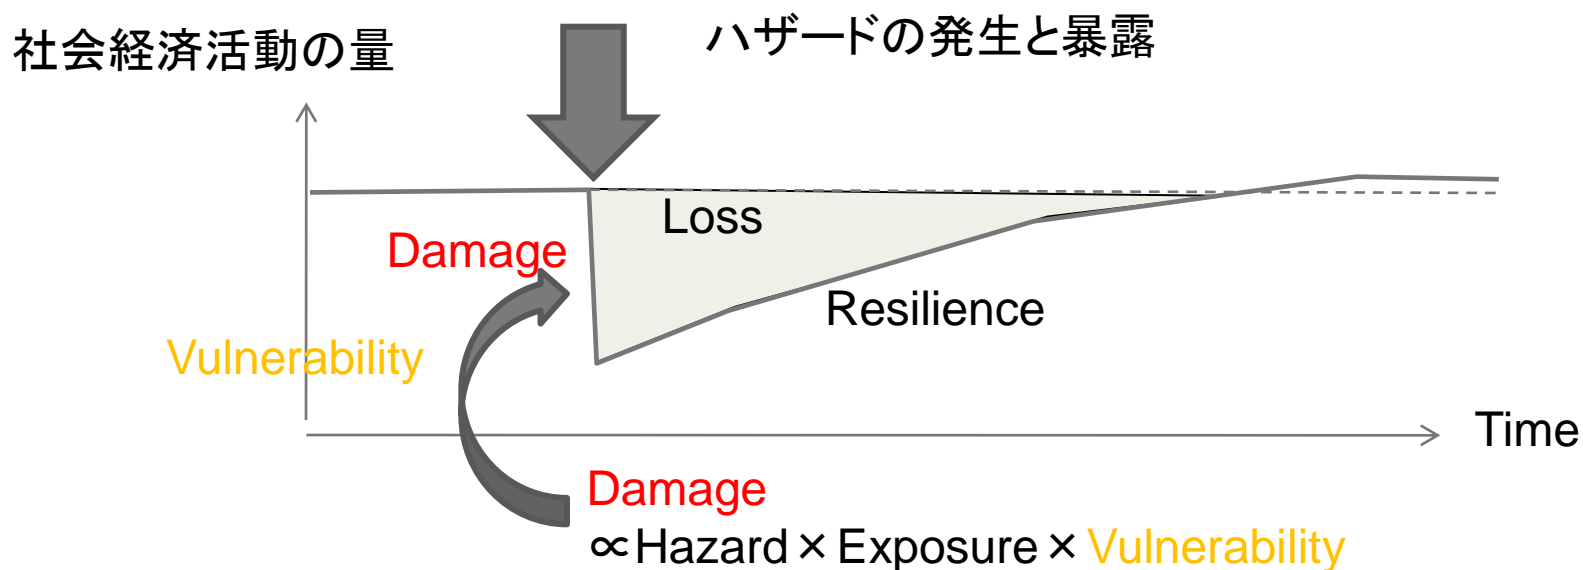 社会経済活動の量
ハザードの発生と暴露
Loss
Damage
Resilience
Vulnerability
Time
Damage
∝Hazard×Exposure×Vulnerability